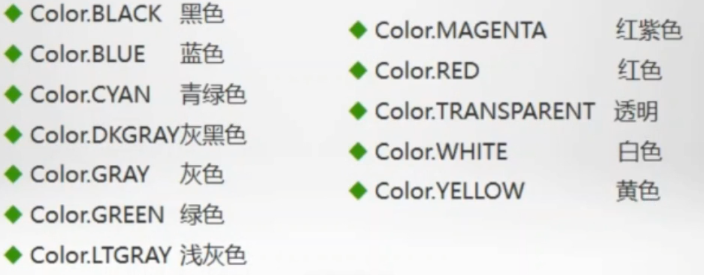 Color.BLACK 黑色
Color.BLUE 蓝色
Color.CYAN 青绿色
Color.DKGRAY灰黑色
Color.GRAY 灰色
Color.GREEN 绿色
Color.LTGRAY 浅灰色
Color.MAGENTA 红紫色
Color.RED 红色
Color.TRANSPARENT 透明
Color.WHITE 白色
Color.YELLOW 黄色